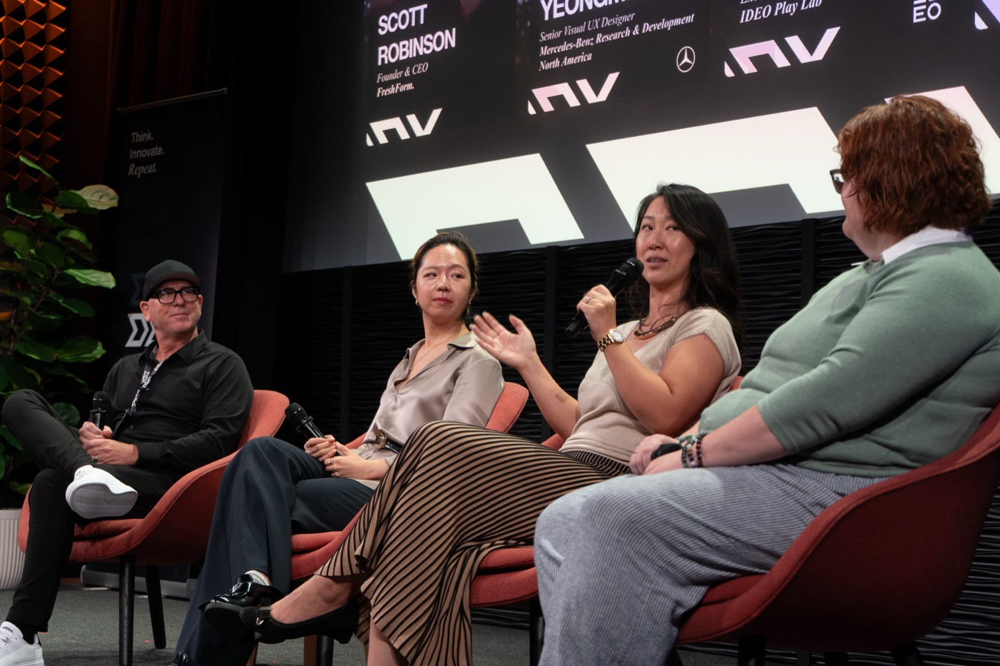 SCOTT
ROBINSON
Founder & CEO
FreshForm.
Senior Visual UX Designer
Mercedes-Benz Research & Development
North America
IDEO Play Lab
EO
Think.
Innovate.
Repeat.